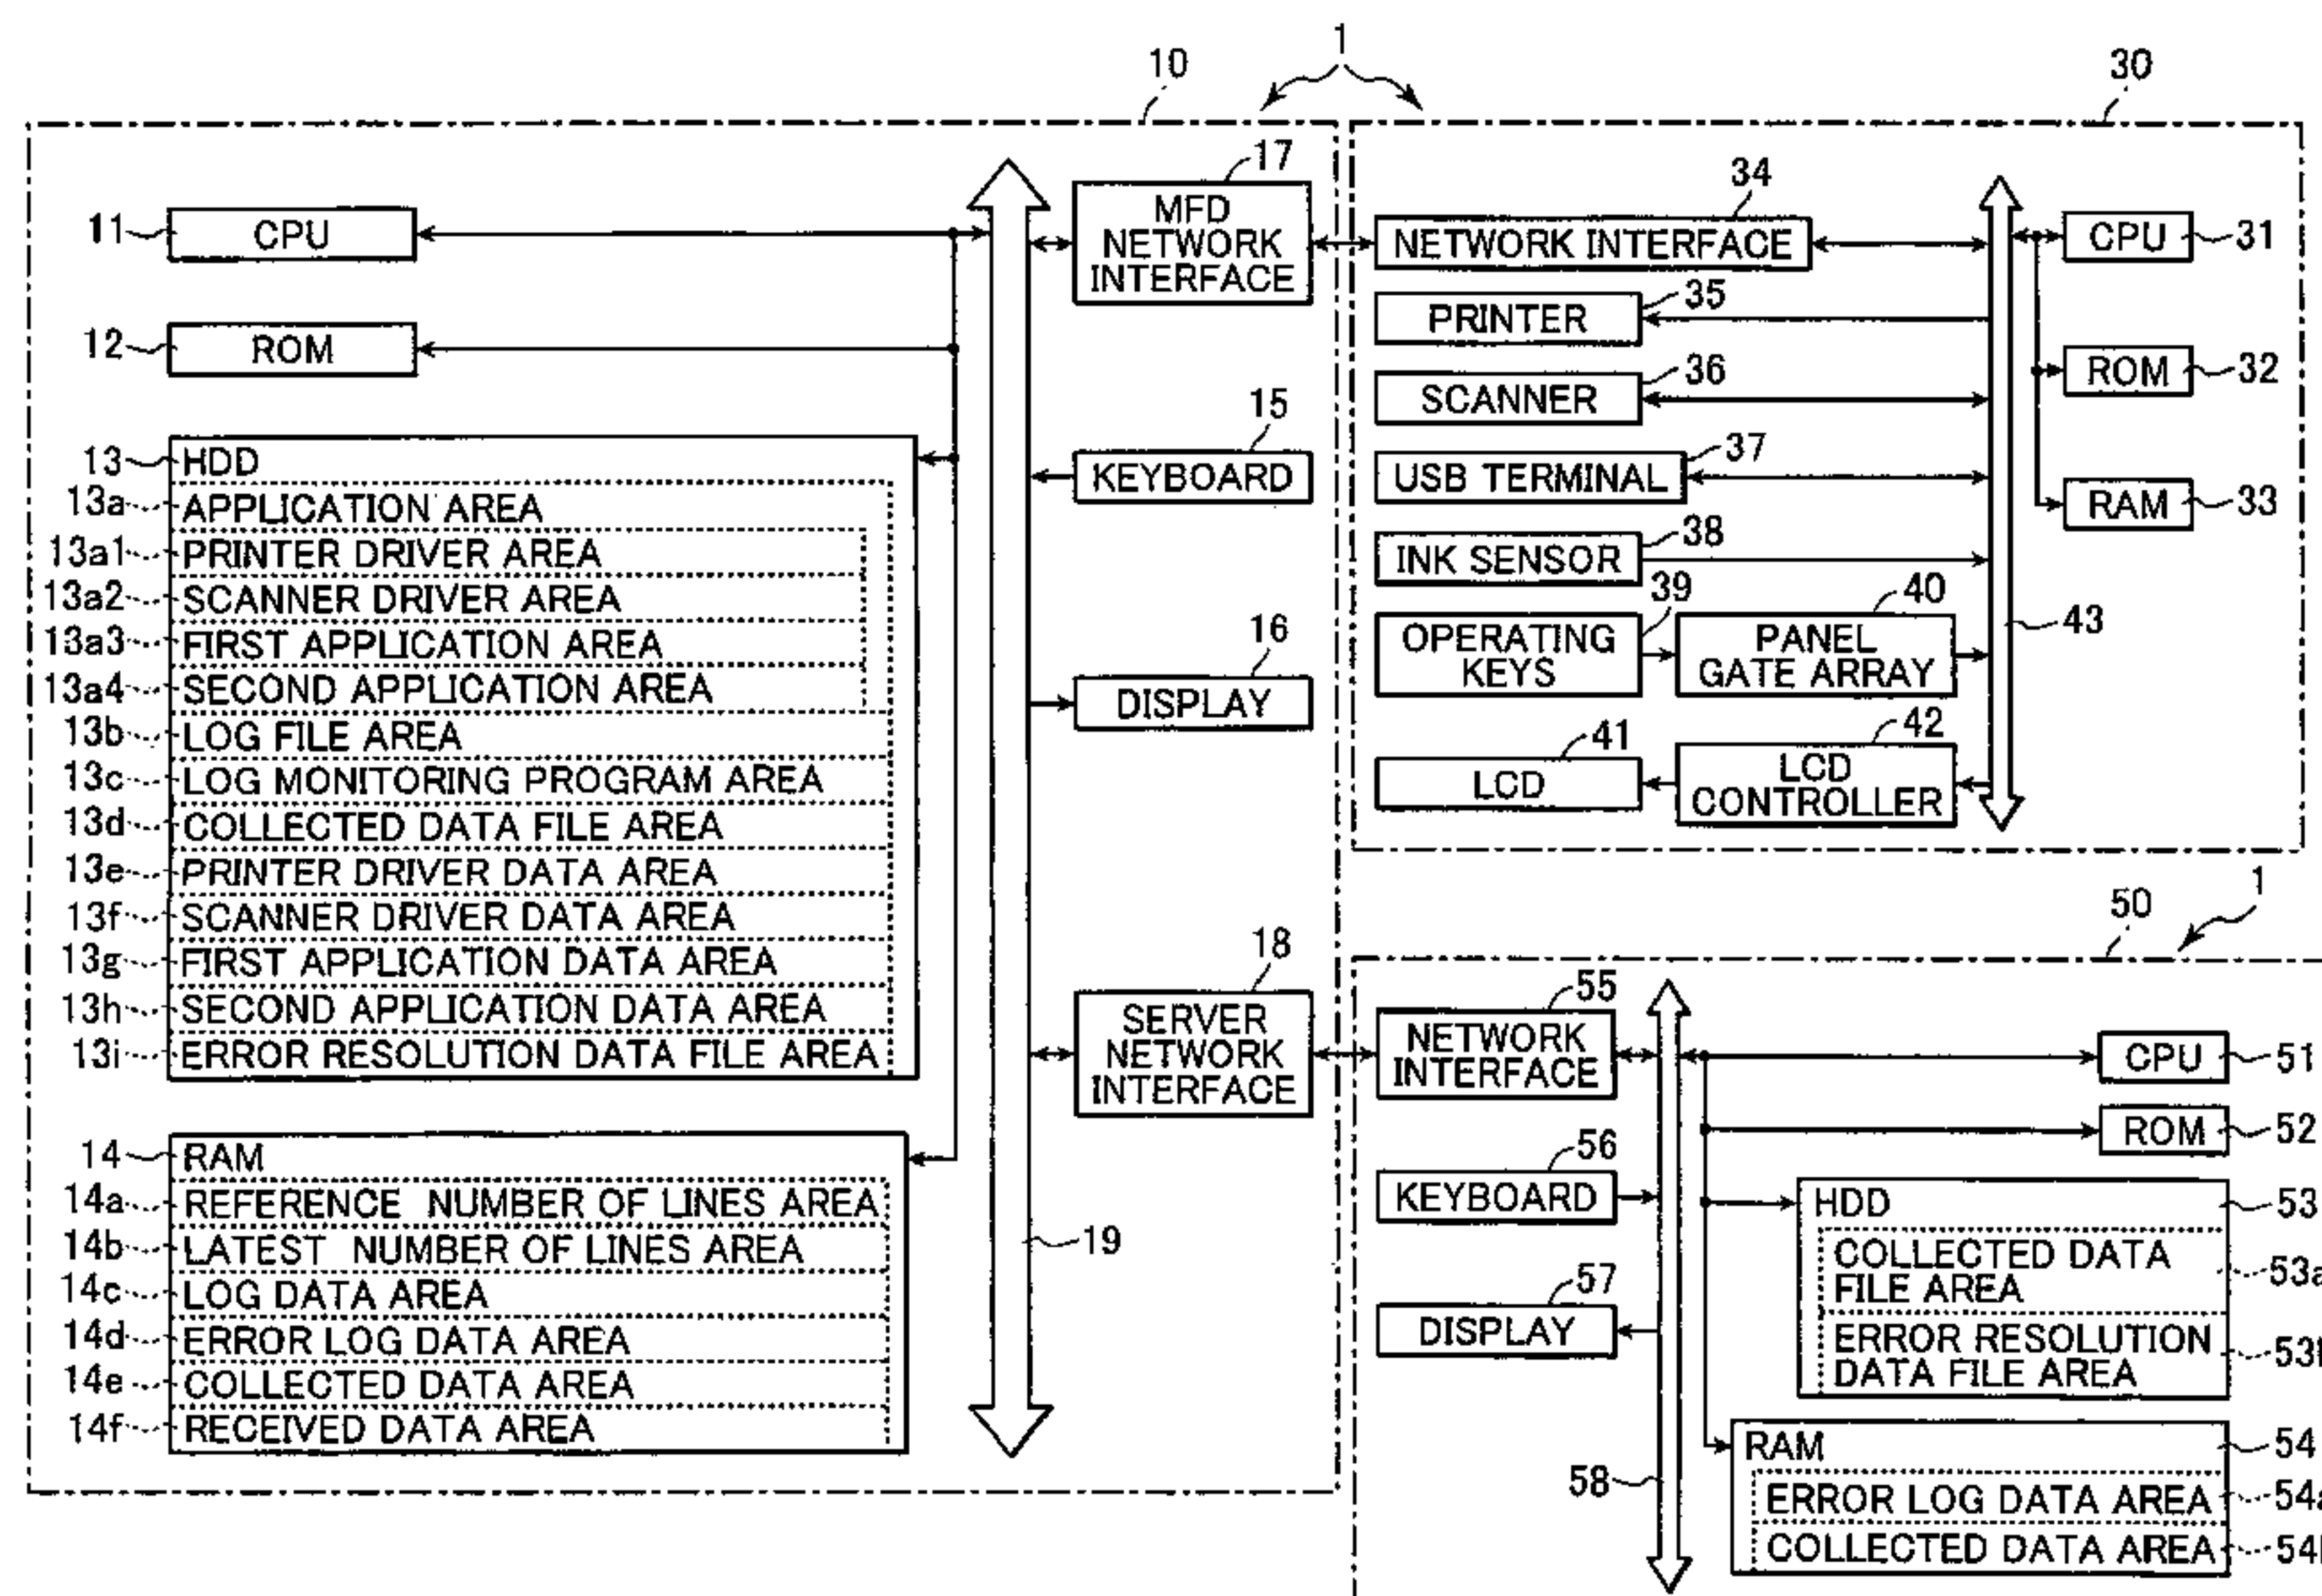 1
10
11 CPU
12 ROM
13 HDD
13a APPLICATION AREA
13a1 PRINTER DRIVER AREA
13a2 SCANNER DRIVER AREA
13a3 FIRST APPLICATION AREA
13a4 SECOND APPLICATION AREA
13b LOG FILE AREA
13c LOG MONITORING PROGRAM AREA
13d COLLECTED DATA FILE AREA
13e PRINTER DRIVER DATA AREA
13f SCANNER DRIVER DATA AREA
13g FIRST APPLICATION DATA AREA
13h SECOND APPLICATION DATA AREA
13i ERROR RESOLUTION DATA FILE AREA
14 RAM
14a REFERENCE NUMBER OF LINES AREA
14b LATEST NUMBER OF LINES AREA
14c LOG DATA AREA
14d ERROR LOG DATA AREA
14e COLLECTED DATA AREA
14f RECEIVED DATA AREA
17
MFD
NETWORK
INTERFACE
15
KEYBOARD
16
DISPLAY
18
SERVER
NETWORK
INTERFACE
19
30
34
NETWORK INTERFACE
35
PRINTER
36
SCANNER
37
USB TERMINAL
38
INK SENSOR
39
OPERATING
KEYS
40
PANEL
GATE ARRAY
41
LCD
42
LCD
CONTROLLER
43
CPU 31
ROM 32
RAM 33
1
50
55
NETWORK
INTERFACE
56
KEYBOARD
57
DISPLAY
58
CPU 51
ROM 52
HDD 53
COLLECTED DATA
FILE AREA 53a
ERROR RESOLUTION
DATA FILE AREA
RAM 54
ERROR LOG DATA AREA 54a
COLLECTED DATA AREA